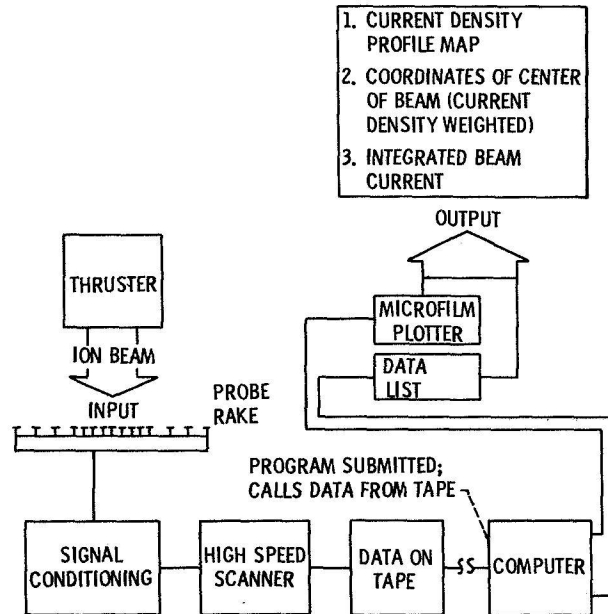 1. CURRENT DENSITY
PROFILE MAP
2. COORDINATES OF CENTER
OF BEAM (CURRENT
DENSITY WEIGHTED)
3. INTEGRATED BEAM
CURRENT
OUTPUT
THRUSTER
MICROFILM
PLOTTER
ION BEAM
DATA
LIST
INPUT
PROBE
RAKE
PROGRAM SUBMITTED;
CALLS DATA FROM TAPE
SIGNAL
CONDITIONING
HIGH SPEED
SCANNER
DATA ON
TAPE
COMPUTER